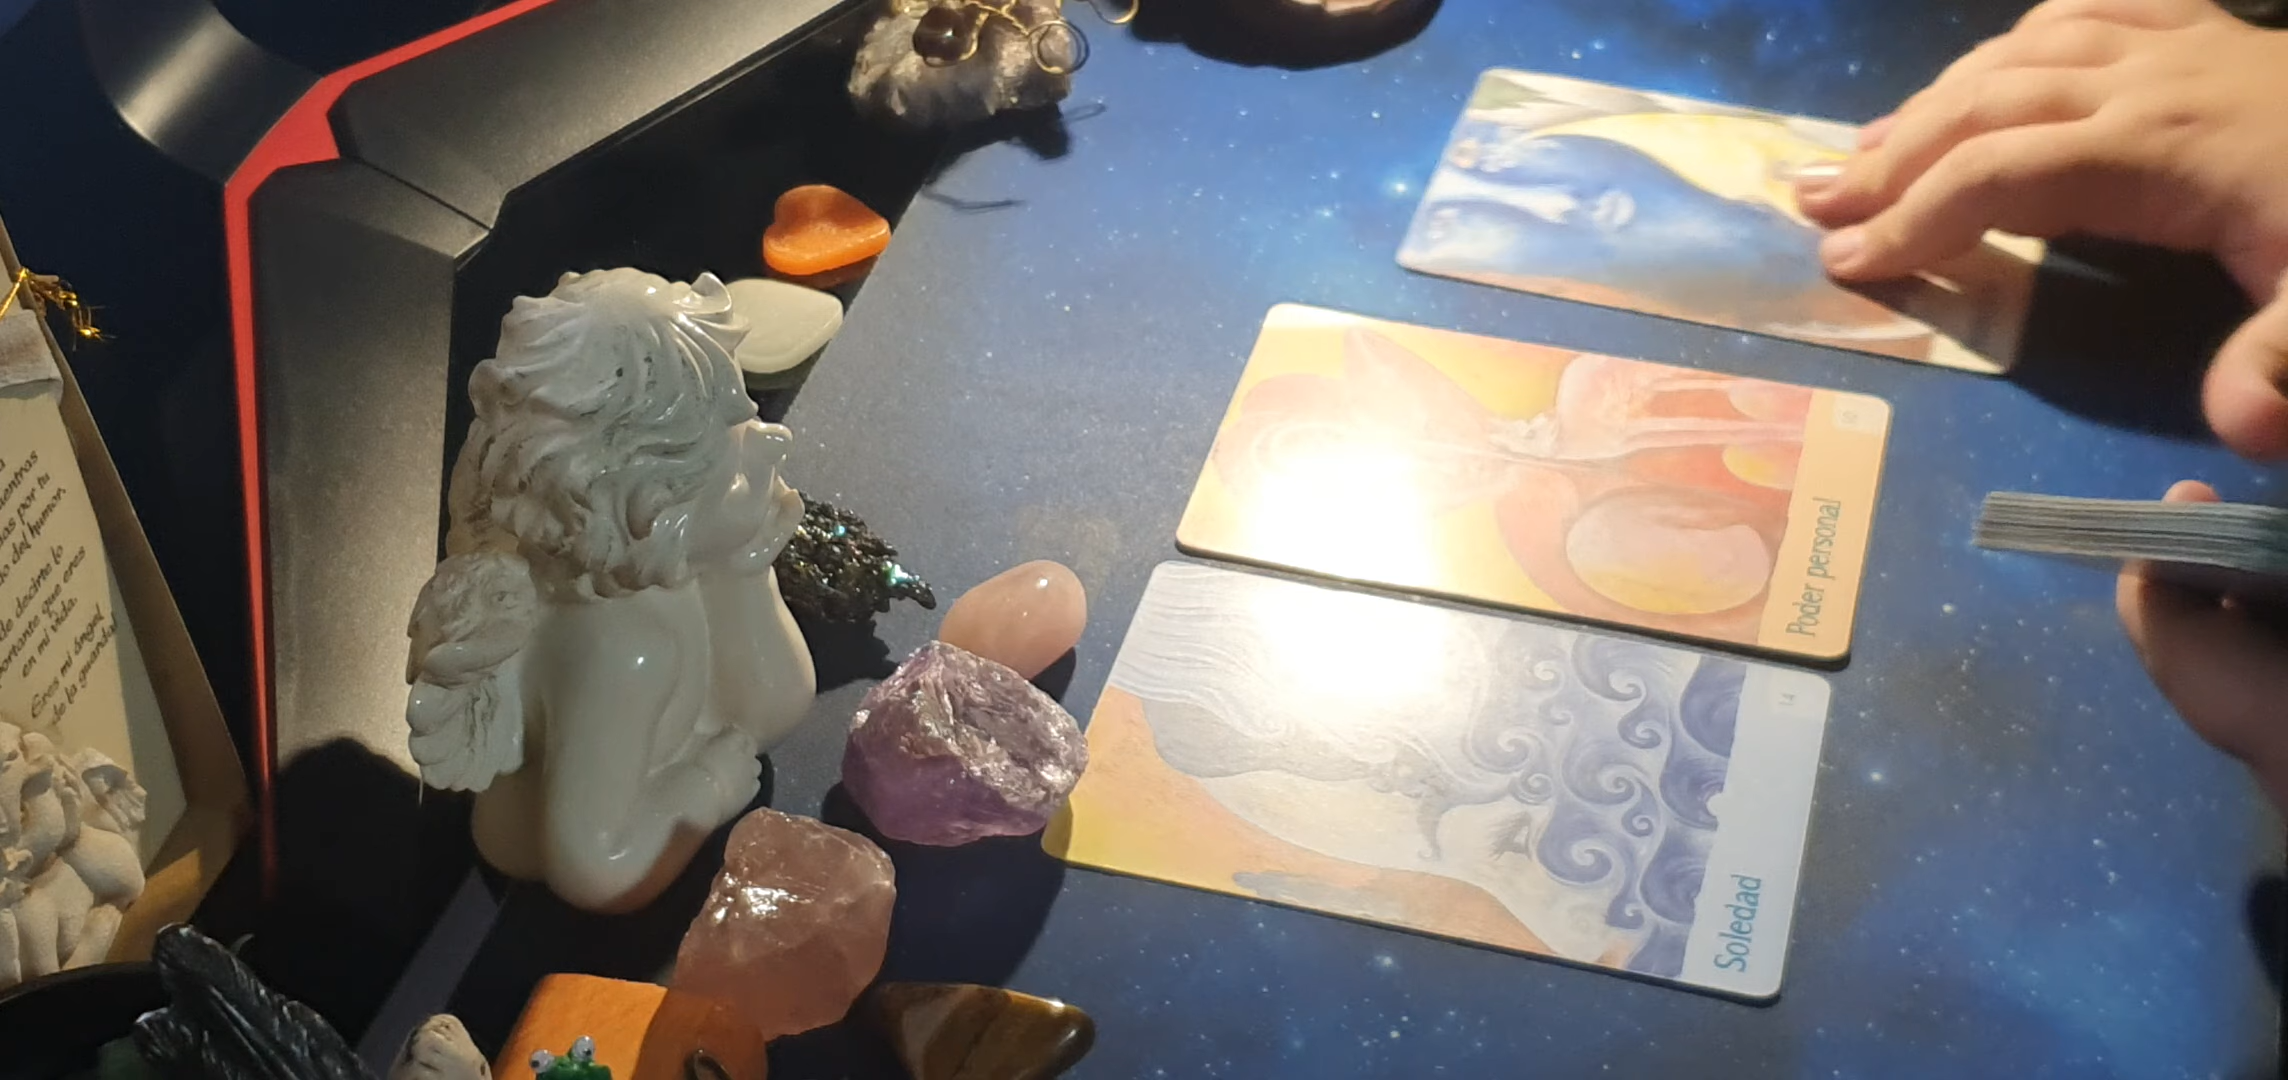 Poder personal
14
Soledad
por tu
del humor.
de decirte lo
que eres
en mi vida.
Eres mi ángel
de la guarda!